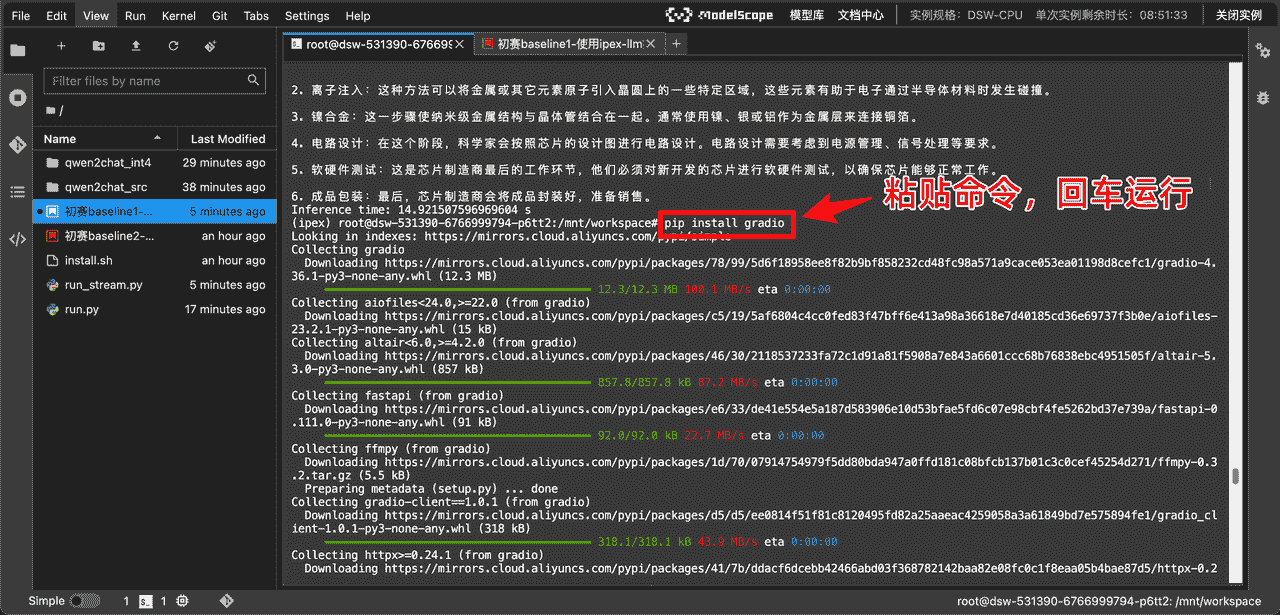 File Edit View Run Kernel Git Tabs Settings Help
ModelScope 模型库 文档中心 实例规格：DSW-CPU 单次实例剩余时长：08:51:33 关闭实例
Filter files by name
/
Name Last Modified
qwen2chat_int4 29 minutes ago
qwen2chat_src 38 minutes ago
初赛baseline1-... 5 minutes ago
初赛baseline2-... an hour ago
install.sh an hour ago
run_stream.py 5 minutes ago
run.py 17 minutes ago
root@dsw-531390-67669
初赛baseline1-使用ipex-llm
2. 离子注入：这种方法可以将金属或其它元素原子引入晶圆上的一些特定区域，这些元素有助于电子通过半导体材料时发生碰撞。
3. 镍合金：这一步骤使纳米级金属结构与晶体管结合在一起。通常使用镍、银或铝作为金属层来连接铜箔。
4. 电路设计：在这个阶段，科学家会按照芯片的设计图进行电路设计。电路设计需要考虑到电源管理、信号处理等要求。
5. 软硬件测试：这是芯片制造商最后的工作环节，他们必须对新开发的芯片进行软硬件测试，以确保芯片能够正常工作。
6. 成品包装：最后，芯片制造商会将成品封装好，准备销售。
Inference time: 14.921507596969604 s
(ipex) root@dsw-531390-6766999794-p6tt2:/mnt/workspace# pip install gradio
粘贴命令，回车运行
Looking in indexes: https://mirrors.cloud.aliyuncs.com/pypi/simple
Collecting gradio
Downloading https://mirrors.cloud.aliyuncs.com/pypi/packages/78/99/5d6f18958ee8f82b9bf858232cd48fc98a571a9cace053ea01198d8cefc1/gradio-4.
36.1-py3-none-any.whl (12.3 MB)
12.3/12.3 MB 100.1 MB/s eta 0:00:00
Collecting aiofiles<24.0,>=22.0 (from gradio)
Downloading https://mirrors.cloud.aliyuncs.com/pypi/packages/c5/19/5af6804c4cc0fed83f47bff6e413a98a36618e7d40185cd36e69737f3b0e/aiofiles-
23.2.1-py3-none-any.whl (15 kB)
Collecting altair<6.0,>=4.2.0 (from gradio)
Downloading https://mirrors.cloud.aliyuncs.com/pypi/packages/46/30/2118537233fa72c1d91a81f5908a7e843a6601ccc68b76838ebc4951505f/altair-5.
3.0-py3-none-any.whl (857 kB)
857.8/857.8 kB 87.2 MB/s eta 0:00:00
Collecting fastapi (from gradio)
Downloading https://mirrors.cloud.aliyuncs.com/pypi/packages/e6/33/de41e554e5a187d583906e10d53bfae5fd6c07e98cbf4fe5262bd37e739a/fastapi-0
.111.0-py3-none-any.whl (91 kB)
92.0/92.0 kB 22.7 MB/s eta 0:00:00
Collecting ffmpy (from gradio)
Downloading https://mirrors.cloud.aliyuncs.com/pypi/packages/1d/70/07914754979f5dd80bda947a0ffd181c08bfcb137b01c3c0cef45254d271/ffmpy-0.3
.2.tar.gz (5.5 kB)
Preparing metadata (setup.py) ... done
Collecting gradio-client==1.0.1 (from gradio)
Downloading https://mirrors.cloud.aliyuncs.com/pypi/packages/d5/d5/ee0814f51f81c8120495fd82a25aaeac4259058a3a61849bd7e575894fe1/gradio_cl
ient-1.0.1-py3-none-any.whl (318 kB)
318.1/318.1 kB 43.9 MB/s eta 0:00:00
Collecting httpx>=0.24.1 (from gradio)
Downloading https://mirrors.cloud.aliyuncs.com/pypi/packages/41/7b/ddacf6dcebb42466abd03f368782142baa82e08fc0c1f8eaa05b4bae87d5/httpx-0.2
Simple 1 1 root@dsw-531390-6766999794-p6tt2: /mnt/workspace